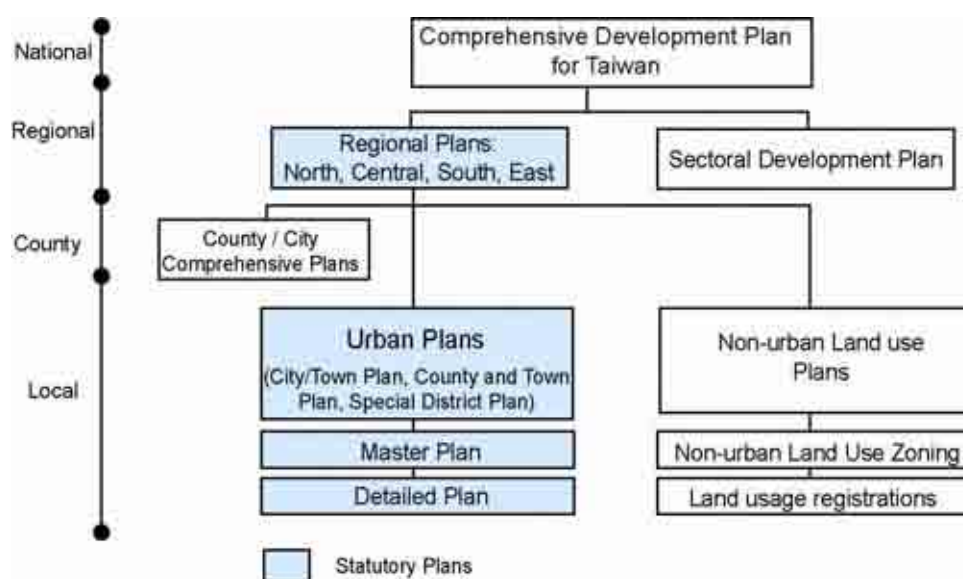 National
Comprehensive Development Plan
for Taiwan
Regional
Regional Plans:
North, Central, South, East
Sectoral Development Plan
County
County / City
Comprehensive Plans
Local
Urban Plans
(City/Town Plan, County and Town
Plan, Special District Plan)
Non-urban Land use
Plans
Master Plan
Non-urban Land Use Zoning
Detailed Plan
Land usage registrations
Statutory Plans